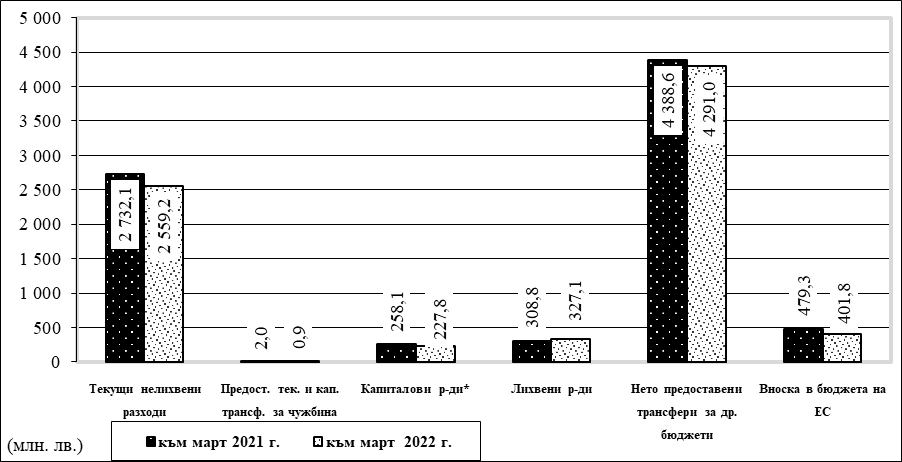 5 000
4 500
4 000
3 500
3 000
2 500
2 000
1 500
1 000
500
0
2 732,1
2 559,2
2,0
0,9
258,1
227,8
308,8
327,1
4 388,6
4 291,0
479,3
401,8
Текущи нелихвени
разходи
Предост. тек. и кап.
трансф. за чужбина
Капиталови р-ди*
Лихвени р-ди
Нето предоставени
трансфери за др.
бюджети
Вноска в бюджета на
ЕС
(млн. лв.)
към март 2021 г.
към март 2022 г.